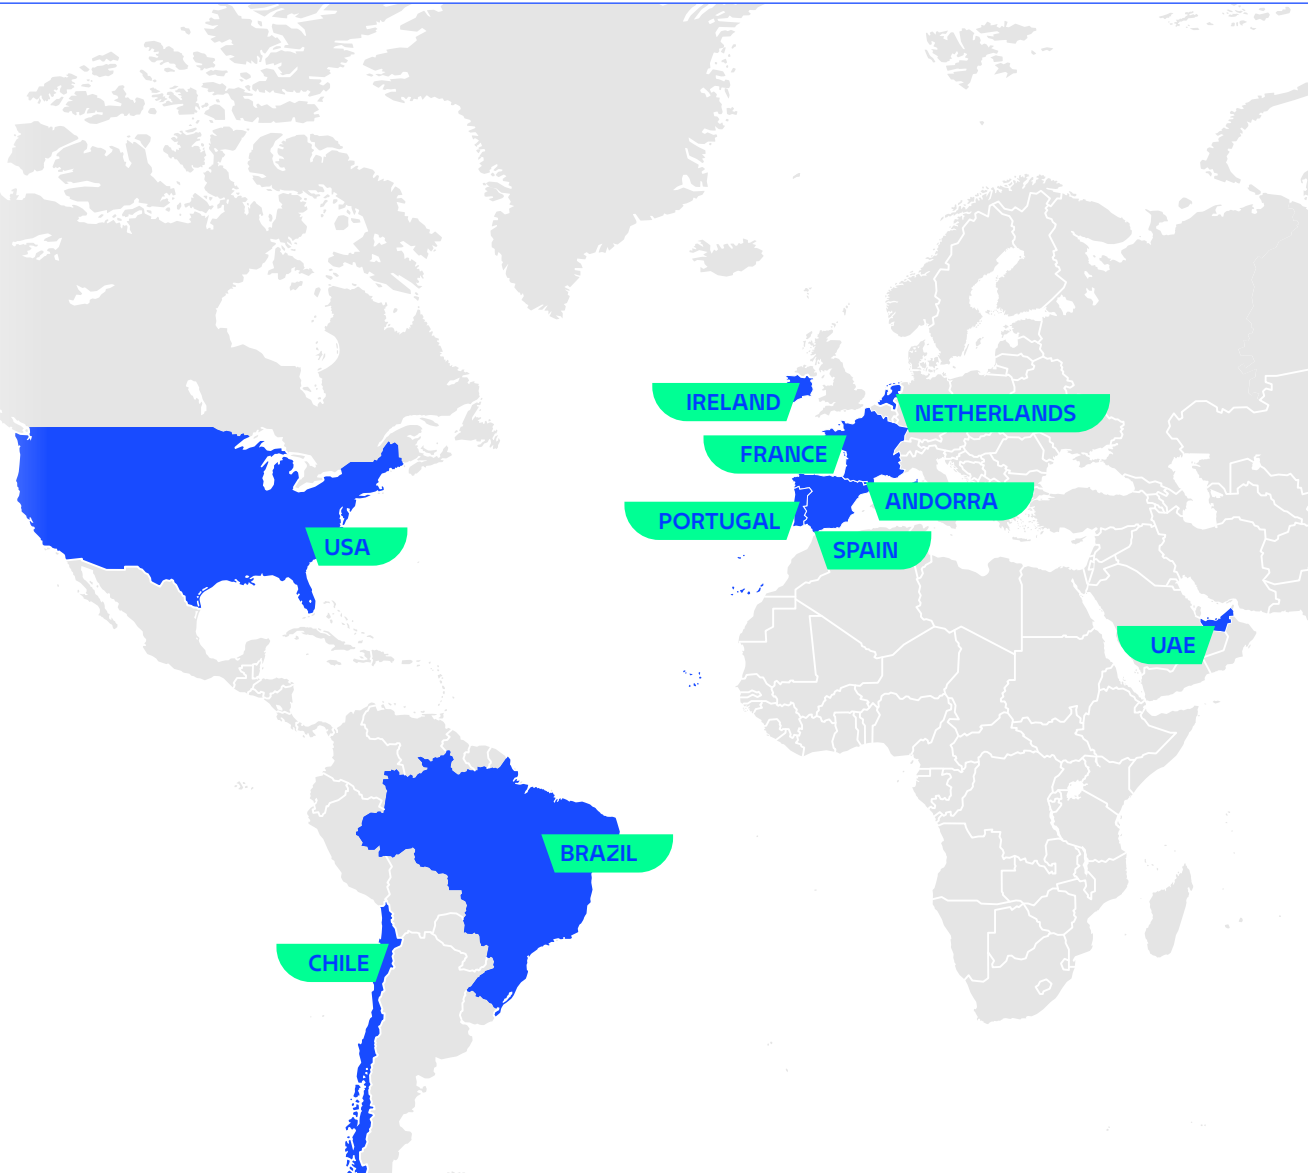 IRELAND
NETHERLANDS
FRANCE
ANDORRA
PORTUGAL
SPAIN
USA
UAE
BRAZIL
CHILE